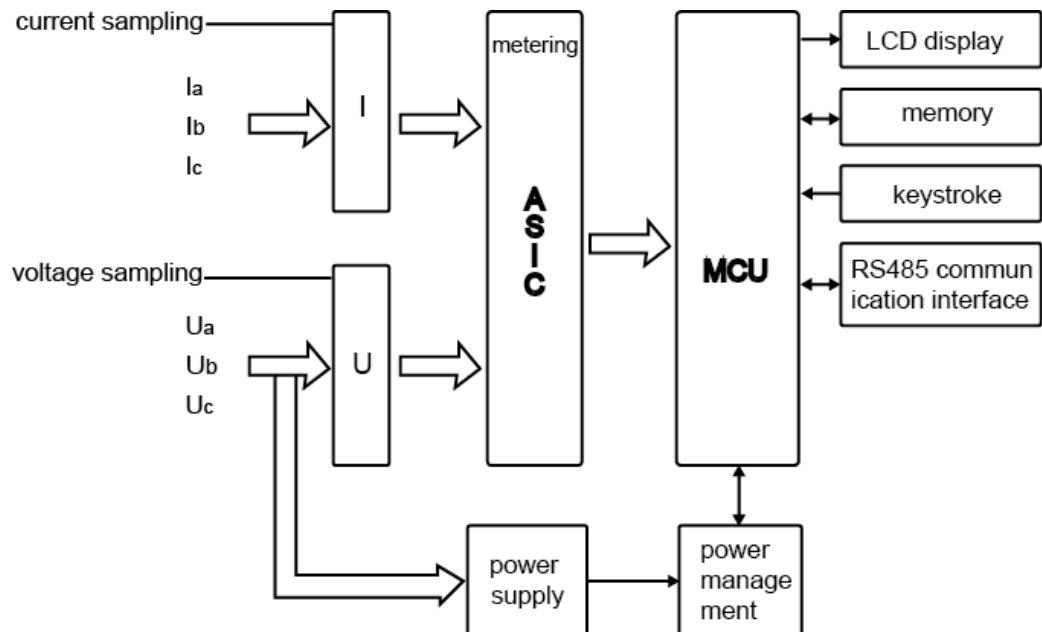 current sampling
Ia
Ib
Ic
I
voltage sampling
Ua
Ub
Uc
U
metering
A
S
I
C
MCU
LCD display
memory
keystroke
RS485 commun
ication interface
power
supply
power
manage
ment